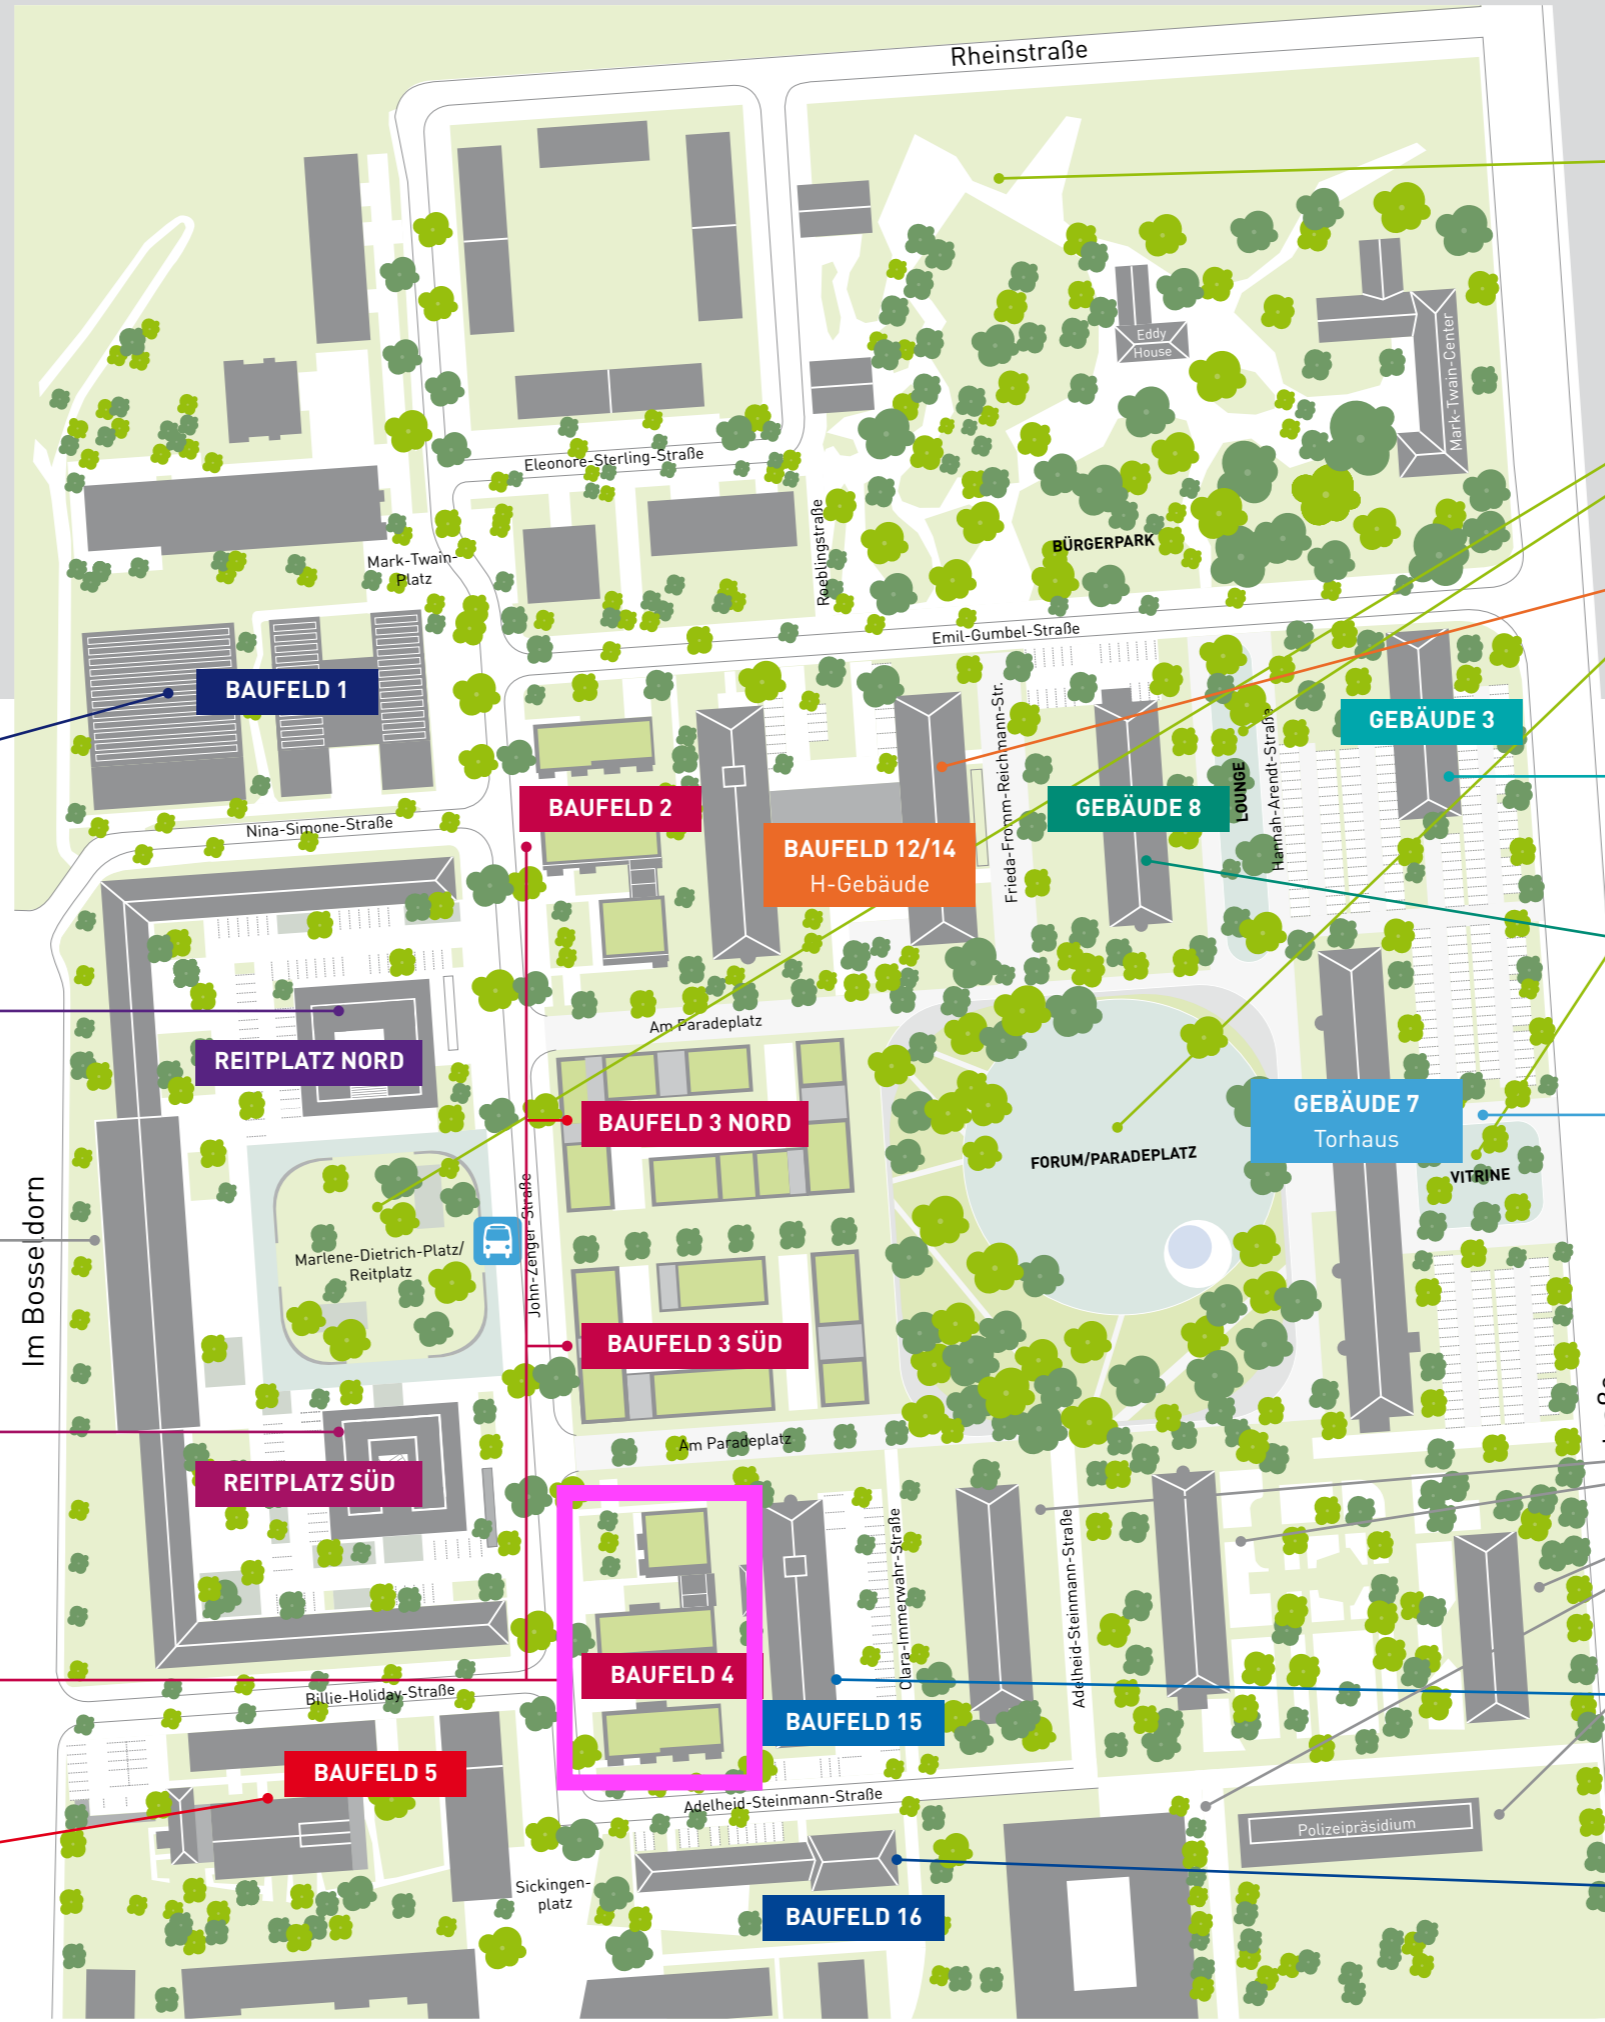 Rheinstraße
Eddy
House
Mark-Twain-Center
Eleonore-Sterling-Straße
Roeblingstraße
BÜRGERPARK
Mark-Twain-
Platz
Emil-Gumbel-Straße
BAUFELD 1
GEBÄUDE 3
Frieda-Fromm-Reichmann-Str.
LOUNGE
Hannah-Arendt-Straße
BAUFELD 2
GEBÄUDE 8
Nina-Simone-Straße
BAUFELD 12/14
H-Gebäude
Am Paradeplatz
REITPLATZ NORD
BAUFELD 3 NORD
GEBÄUDE 7
Torhaus
FORUM/PARADEPLATZ
VITRINE
Im Bosseldorn
John-Zenger-Straße
Marlene-Dietrich-Platz/
Reitplatz
BAUFELD 3 SÜD
Am Paradeplatz
REITPLATZ SÜD
Clara-Immerwahr-Straße
Adelheid-Steinmann-Straße
BAUFELD 4
Billie-Holiday-Straße
BAUFELD 15
BAUFELD 5
Adelheid-Steinmann-Straße
Polizeipräsidium
Sickingen-
platz
BAUFELD 16